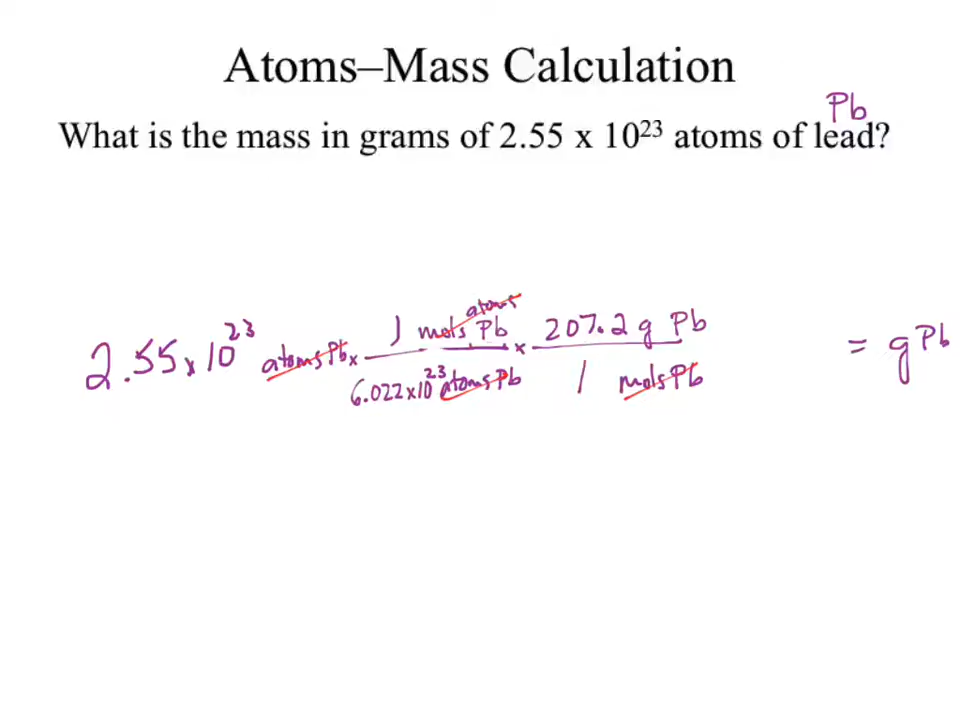 Atoms–Mass Calculation
Pb
What is the mass in grams of 2.55 x 10²³ atoms of lead?
atoms
1 mols Pb 207.2 g Pb
2.55 x 10²³ atoms Pb x x = g Pb
6.022 x 10²³ atoms Pb 1 mols Pb